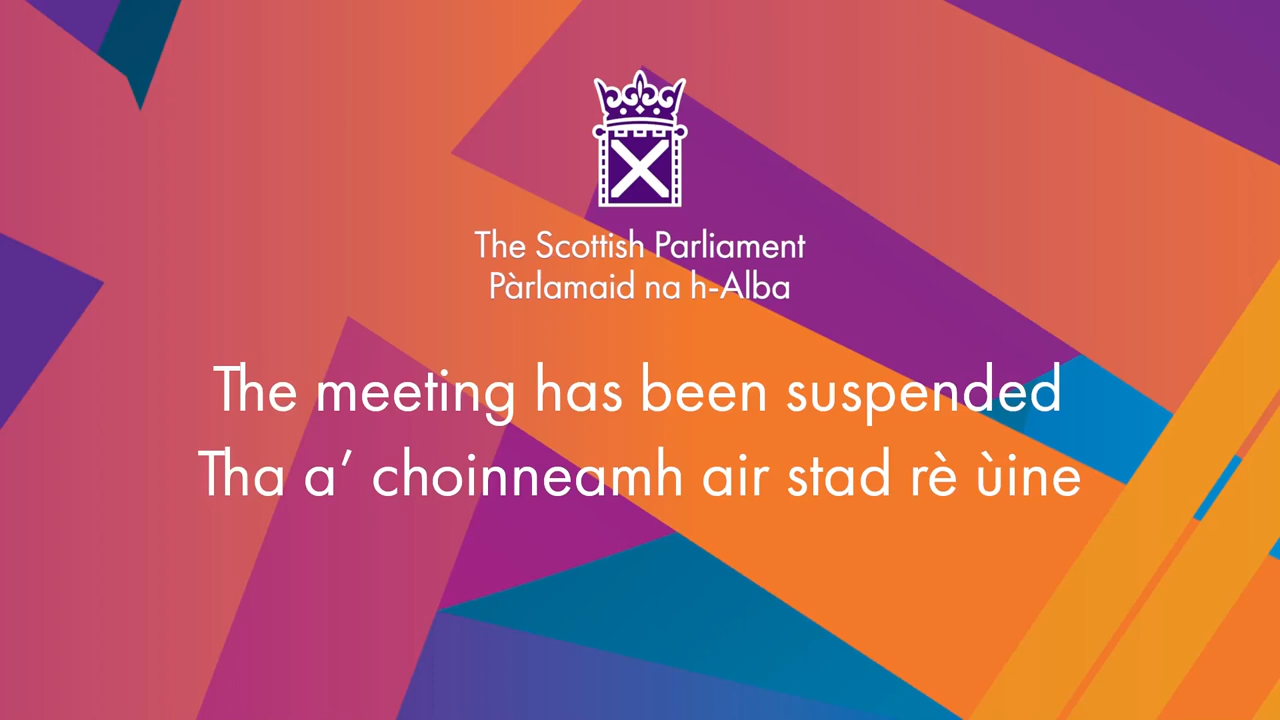 The Scottish Parliament
Pàrlamaid na h-Alba
The meeting has been suspended
Tha a’ choinneamh air stad rè ùine